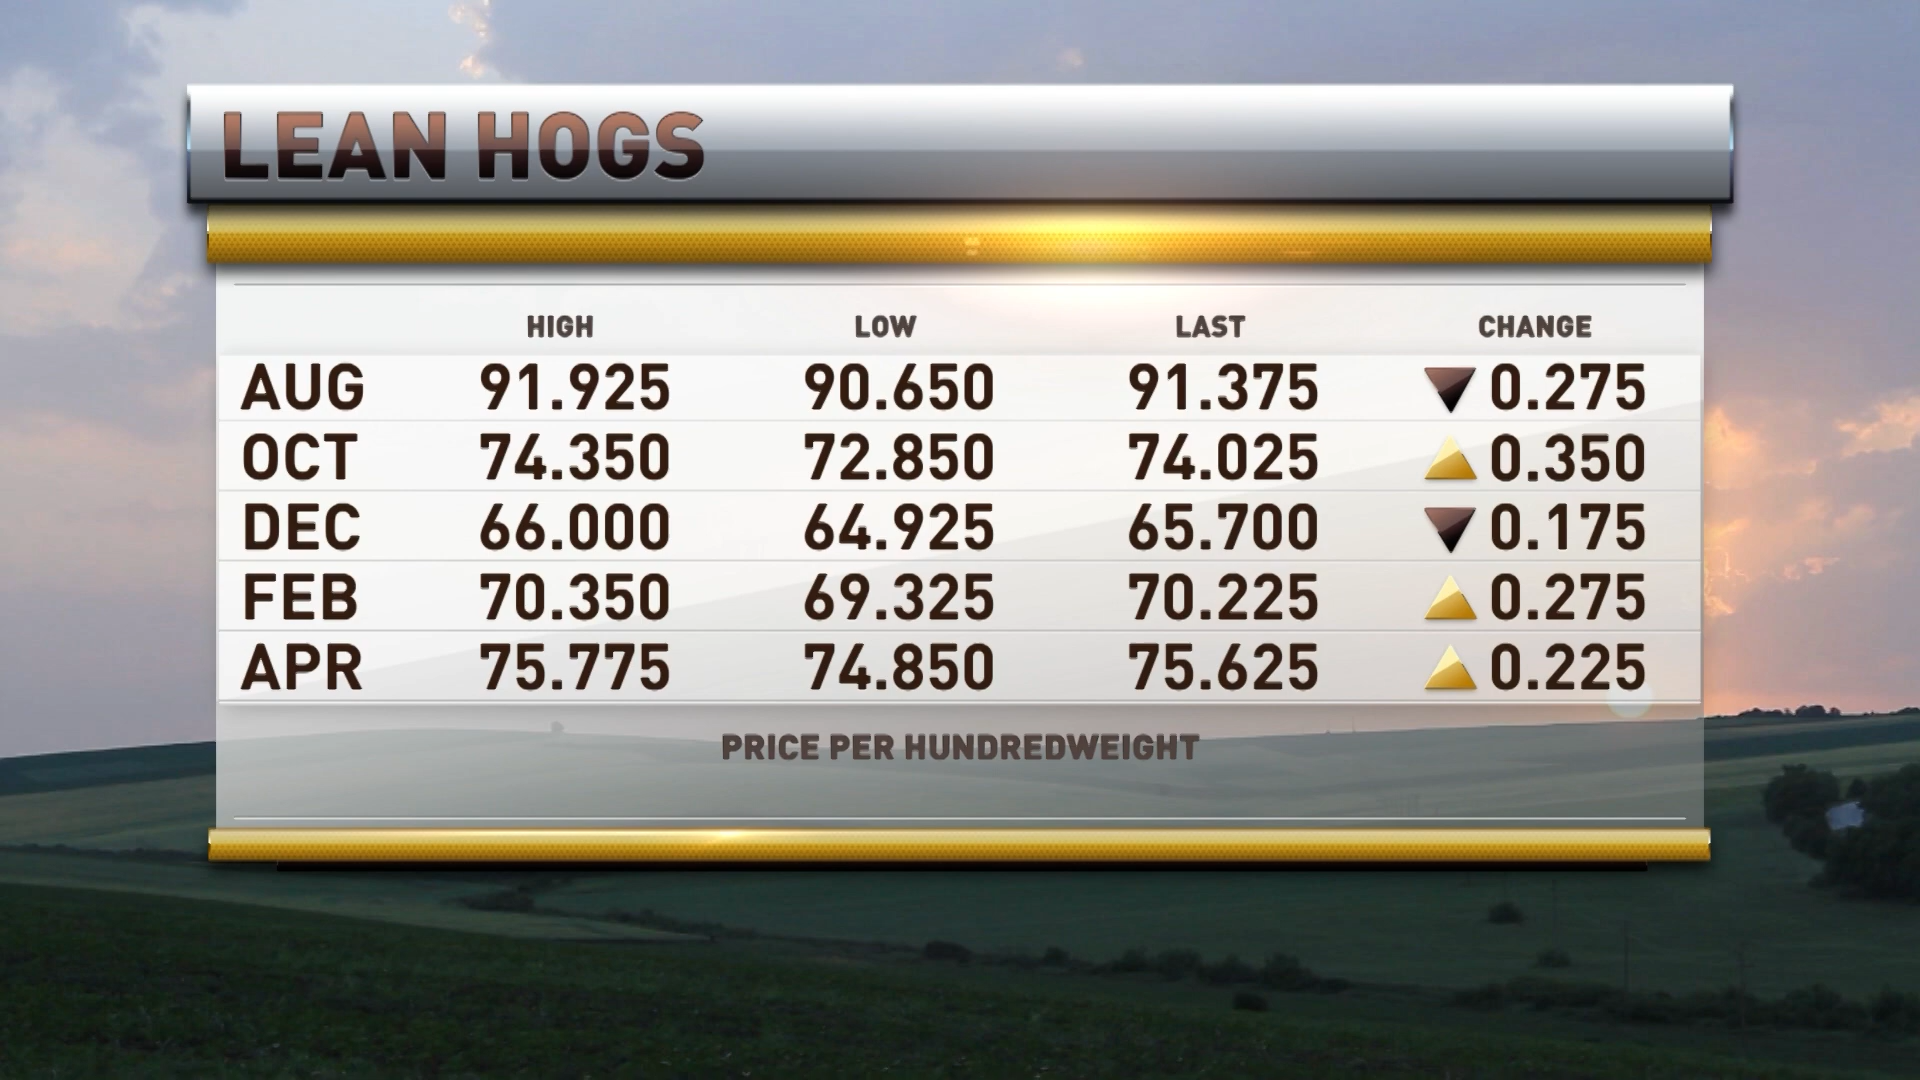 LEAN HOGS
HIGH LOW LAST CHANGE
AUG 91.925 90.650 91.375 ▼ 0.275
OCT 74.350 72.850 74.025 ▲ 0.350
DEC 66.000 64.925 65.700 ▼ 0.175
FEB 70.350 69.325 70.225 ▲ 0.275
APR 75.775 74.850 75.625 ▲ 0.225
PRICE PER HUNDREDWEIGHT